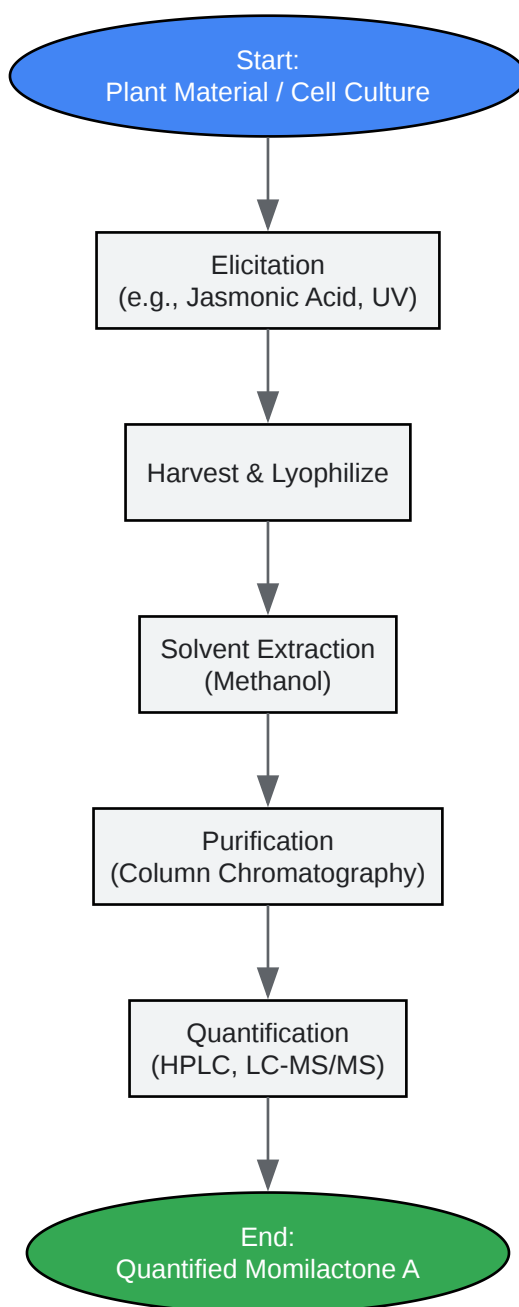 Start:
Plant Material / Cell Culture
Elicitation
(e.g., Jasmonic Acid, UV)
Harvest & Lyophilize
Solvent Extraction
(Methanol)
Purification
(Column Chromatography)
Quantification
(HPLC, LC-MS/MS)
End:
Quantified Momilactone A